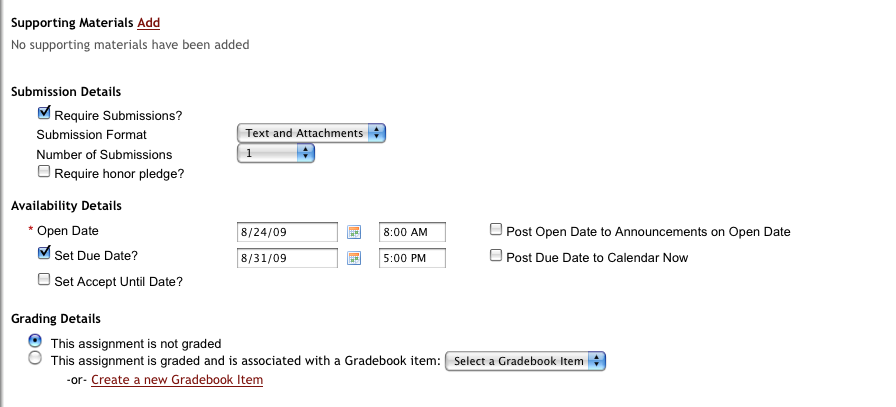 Supporting Materials Add
No supporting materials have been added
Submission Details
Require Submissions?
Submission Format Text and Attachments
Number of Submissions 1
Require honor pledge?
Availability Details
* Open Date 8/24/09 8:00 AM Post Open Date to Announcements on Open Date
Set Due Date? 8/31/09 5:00 PM Post Due Date to Calendar Now
Set Accept Until Date?
Grading Details
This assignment is not graded
This assignment is graded and is associated with a Gradebook item: Select a Gradebook Item
-or- Create a new Gradebook Item